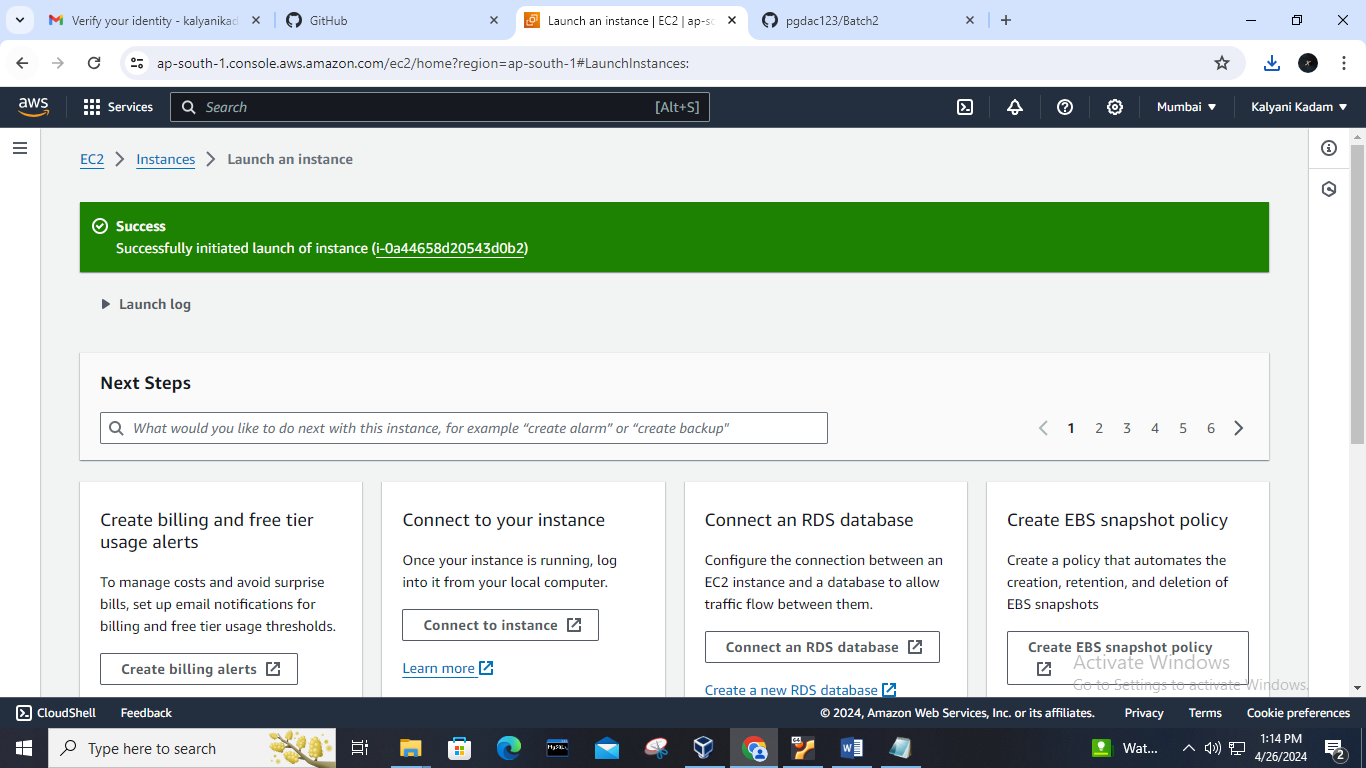 Verify your identity - kalyanikad
GitHub
Launch an instance | EC2 | ap-so
pgdac123/Batch2
ap-south-1.console.aws.amazon.com/ec2/home?region=ap-south-1#LaunchInstances:
aws
Services
Search
[Alt+S]
Mumbai
Kalyani Kadam
EC2
Instances
Launch an instance
Success
Successfully initiated launch of instance (i-0a44658d20543d0b2)
Launch log
Next Steps
What would you like to do next with this instance, for example “create alarm” or “create backup”
1 2 3 4 5 6
Create billing and free tier
usage alerts
To manage costs and avoid surprise
bills, set up email notifications for
billing and free tier usage thresholds.
Create billing alerts
Connect to your instance
Once your instance is running, log
into it from your local computer.
Connect to instance
Learn more
Connect an RDS database
Configure the connection between an
EC2 instance and a database to allow
traffic flow between them.
Connect an RDS database
Create a new RDS database
Create EBS snapshot policy
Create a policy that automates the
creation, retention, and deletion of
EBS snapshots
Create EBS snapshot policy
Activate Windows
Go to Settings to activate Windows.
CloudShell
Feedback
© 2024, Amazon Web Services, Inc. or its affiliates.
Privacy
Terms
Cookie preferences
Type here to search
MySQL
Wat...
1:14 PM
4/26/2024
2